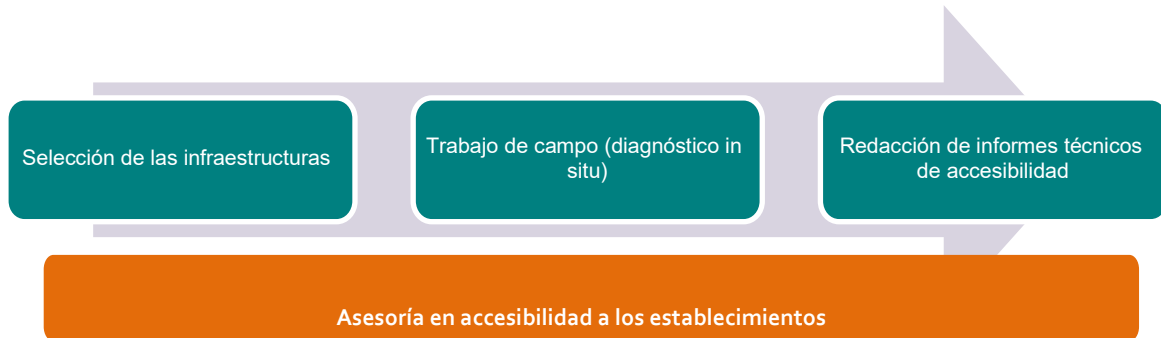 Selección de las infraestructuras
Trabajo de campo (diagnóstico in
situ)
Redacción de informes técnicos
de accesibilidad
Asesoría en accesibilidad a los establecimientos